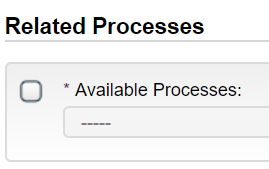 Related Processes
* Available Processes:
-----